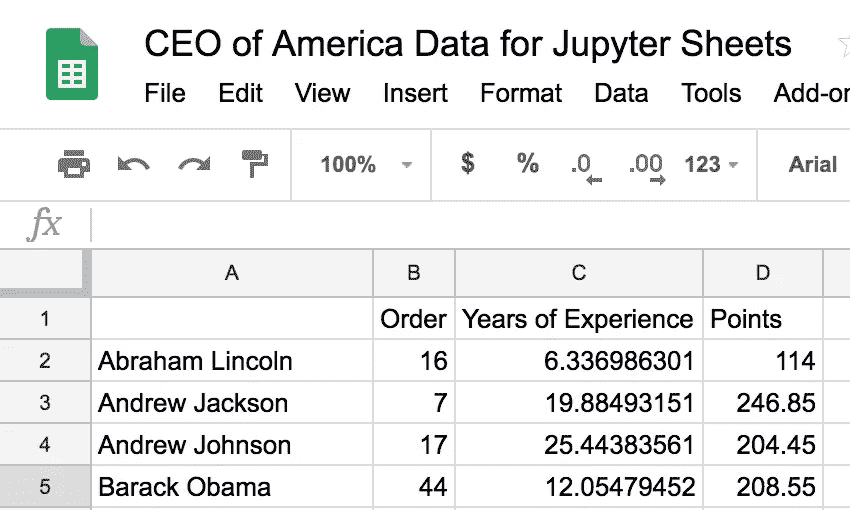 CEO of America Data for Jupyter Sheets
File Edit View Insert Format Data Tools Add-or
100% $ % .0 .00 123 Arial
fx
A B C D
1 Order Years of Experience Points
2 Abraham Lincoln 16 6.336986301 114
3 Andrew Jackson 7 19.88493151 246.85
4 Andrew Johnson 17 25.44383561 204.45
5 Barack Obama 44 12.05479452 208.55